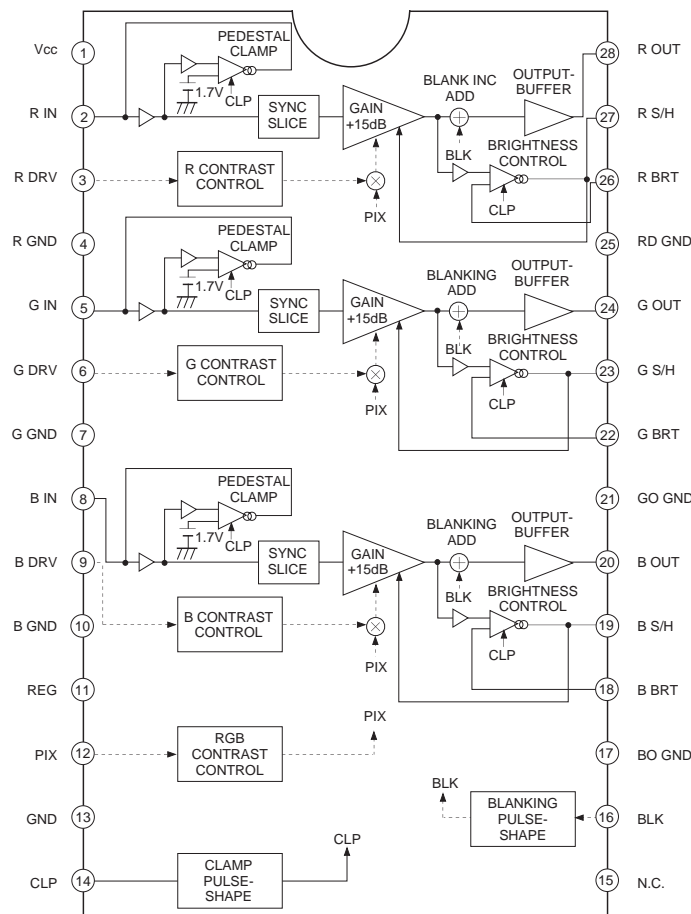 Vcc 1
28 R OUT
PEDESTAL
CLAMP
1.7V
CLP
BLANK INC
ADD
OUTPUT-
BUFFER
R IN 2
SYNC
SLICE
GAIN
+15dB
27 R S/H
BLK
BRIGHTNESS
CONTROL
CLP
R DRV 3
R CONTRAST
CONTROL
PIX
26 R BRT
R GND 4
25 RD GND
PEDESTAL
CLAMP
1.7V
CLP
BLANKING
ADD
OUTPUT-
BUFFER
G IN 5
SYNC
SLICE
GAIN
+15dB
24 G OUT
BLK
BRIGHTNESS
CONTROL
CLP
G DRV 6
G CONTRAST
CONTROL
PIX
23 G S/H
G GND 7
22 G BRT
B IN 8
21 GO GND
PEDESTAL
CLAMP
1.7V
CLP
BLANKING
ADD
OUTPUT-
BUFFER
B DRV 9
SYNC
SLICE
GAIN
+15dB
20 B OUT
BLK
BRIGHTNESS
CONTROL
CLP
B GND 10
B CONTRAST
CONTROL
PIX
19 B S/H
REG 11
18 B BRT
PIX
PIX 12
RGB
CONTRAST
CONTROL
17 BO GND
GND 13
BLK
BLANKING
PULSE-
SHAPE
16 BLK
CLP
CLP 14
CLAMP
PULSE-
SHAPE
15 N.C.